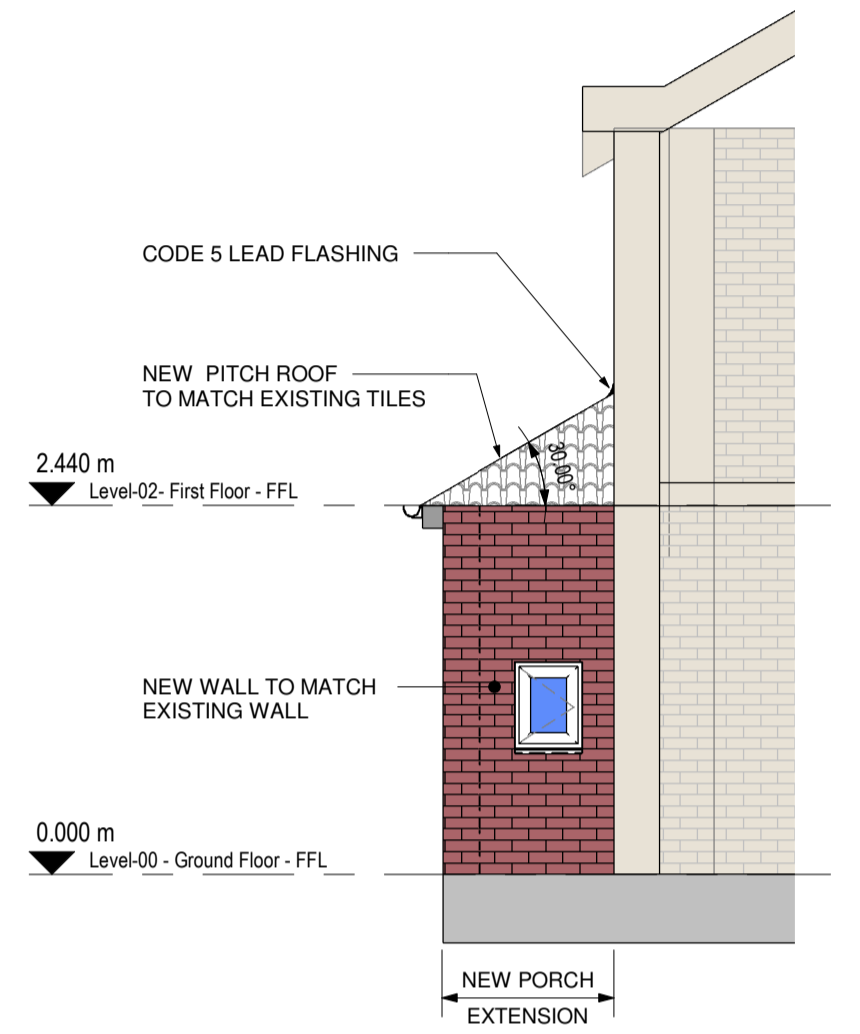 CODE 5 LEAD FLASHING
NEW PITCH ROOF
TO MATCH EXISTING TILES
30.00°
2.440 m
Level-02- First Floor - FFL
NEW WALL TO MATCH
EXISTING WALL
0.000 m
Level-00 - Ground Floor - FFL
NEW PORCH
EXTENSION